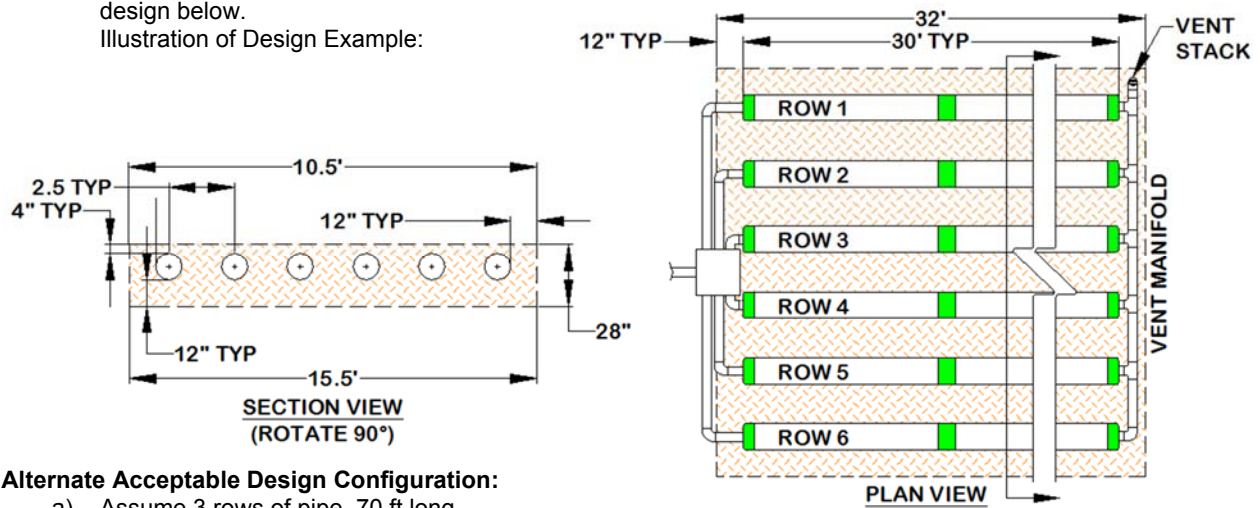 design below.
Illustration of Design Example:
10.5'
2.5 TYP
4" TYP
12" TYP
28"
12" TYP
15.5'
SECTION VIEW
(ROTATE 90°)
32'
12" TYP
30' TYP
VENT
STACK
ROW 1
ROW 2
ROW 3
ROW 4
ROW 5
ROW 6
VENT MANIFOLD
PLAN VIEW
Alternate Acceptable Design Configuration:
a) Assume 3 rows of pipe, 70 ft long